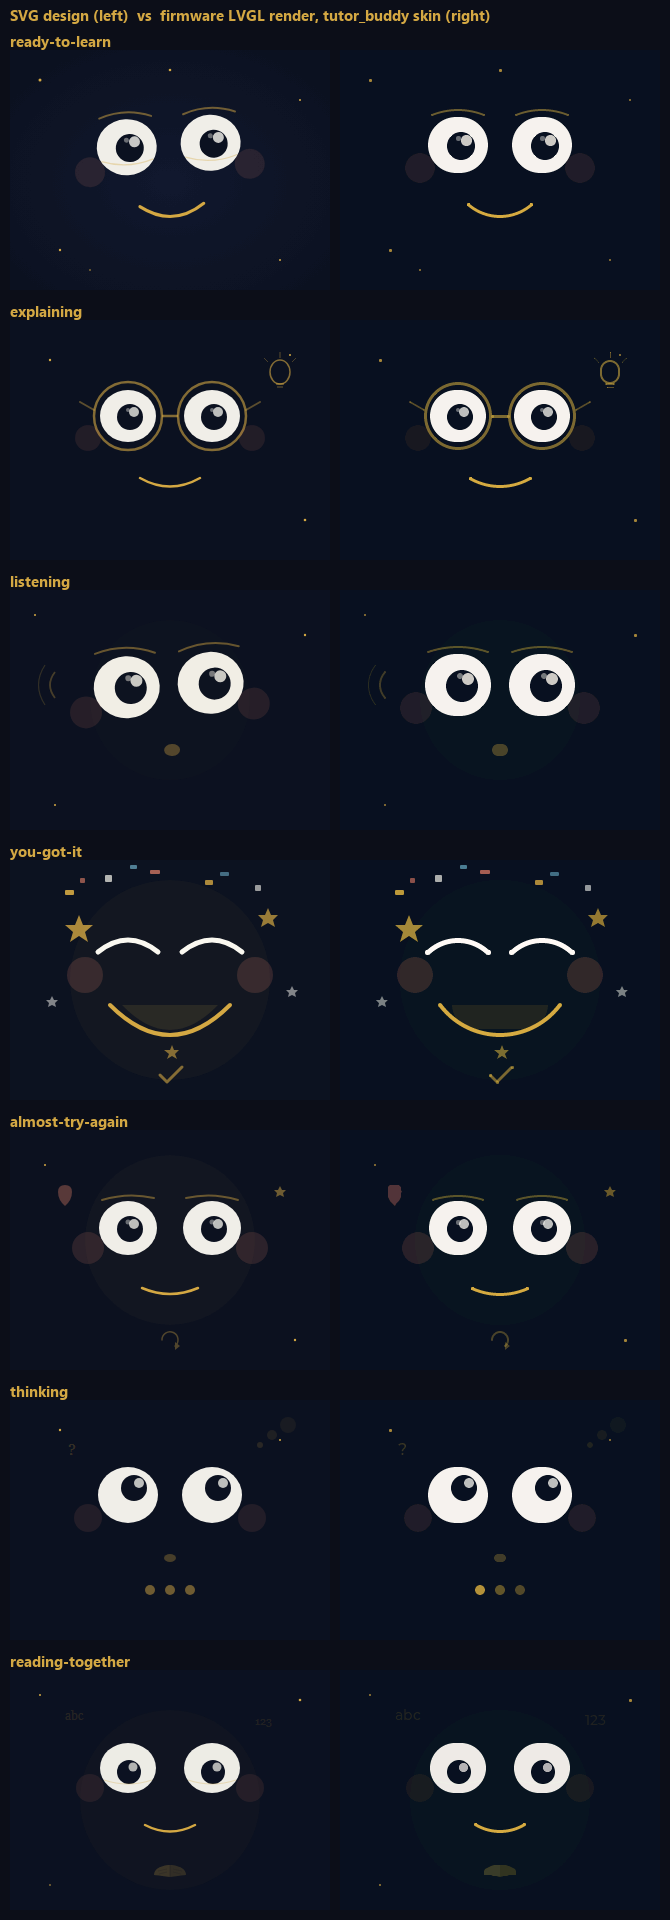 SVG design (left)  vs  firmware LVGL render, tutor_buddy skin (right)
ready-to-learn
explaining
listening
you-got-it
almost-try-again
thinking
? ?
reading-together
abc 123 abc 123